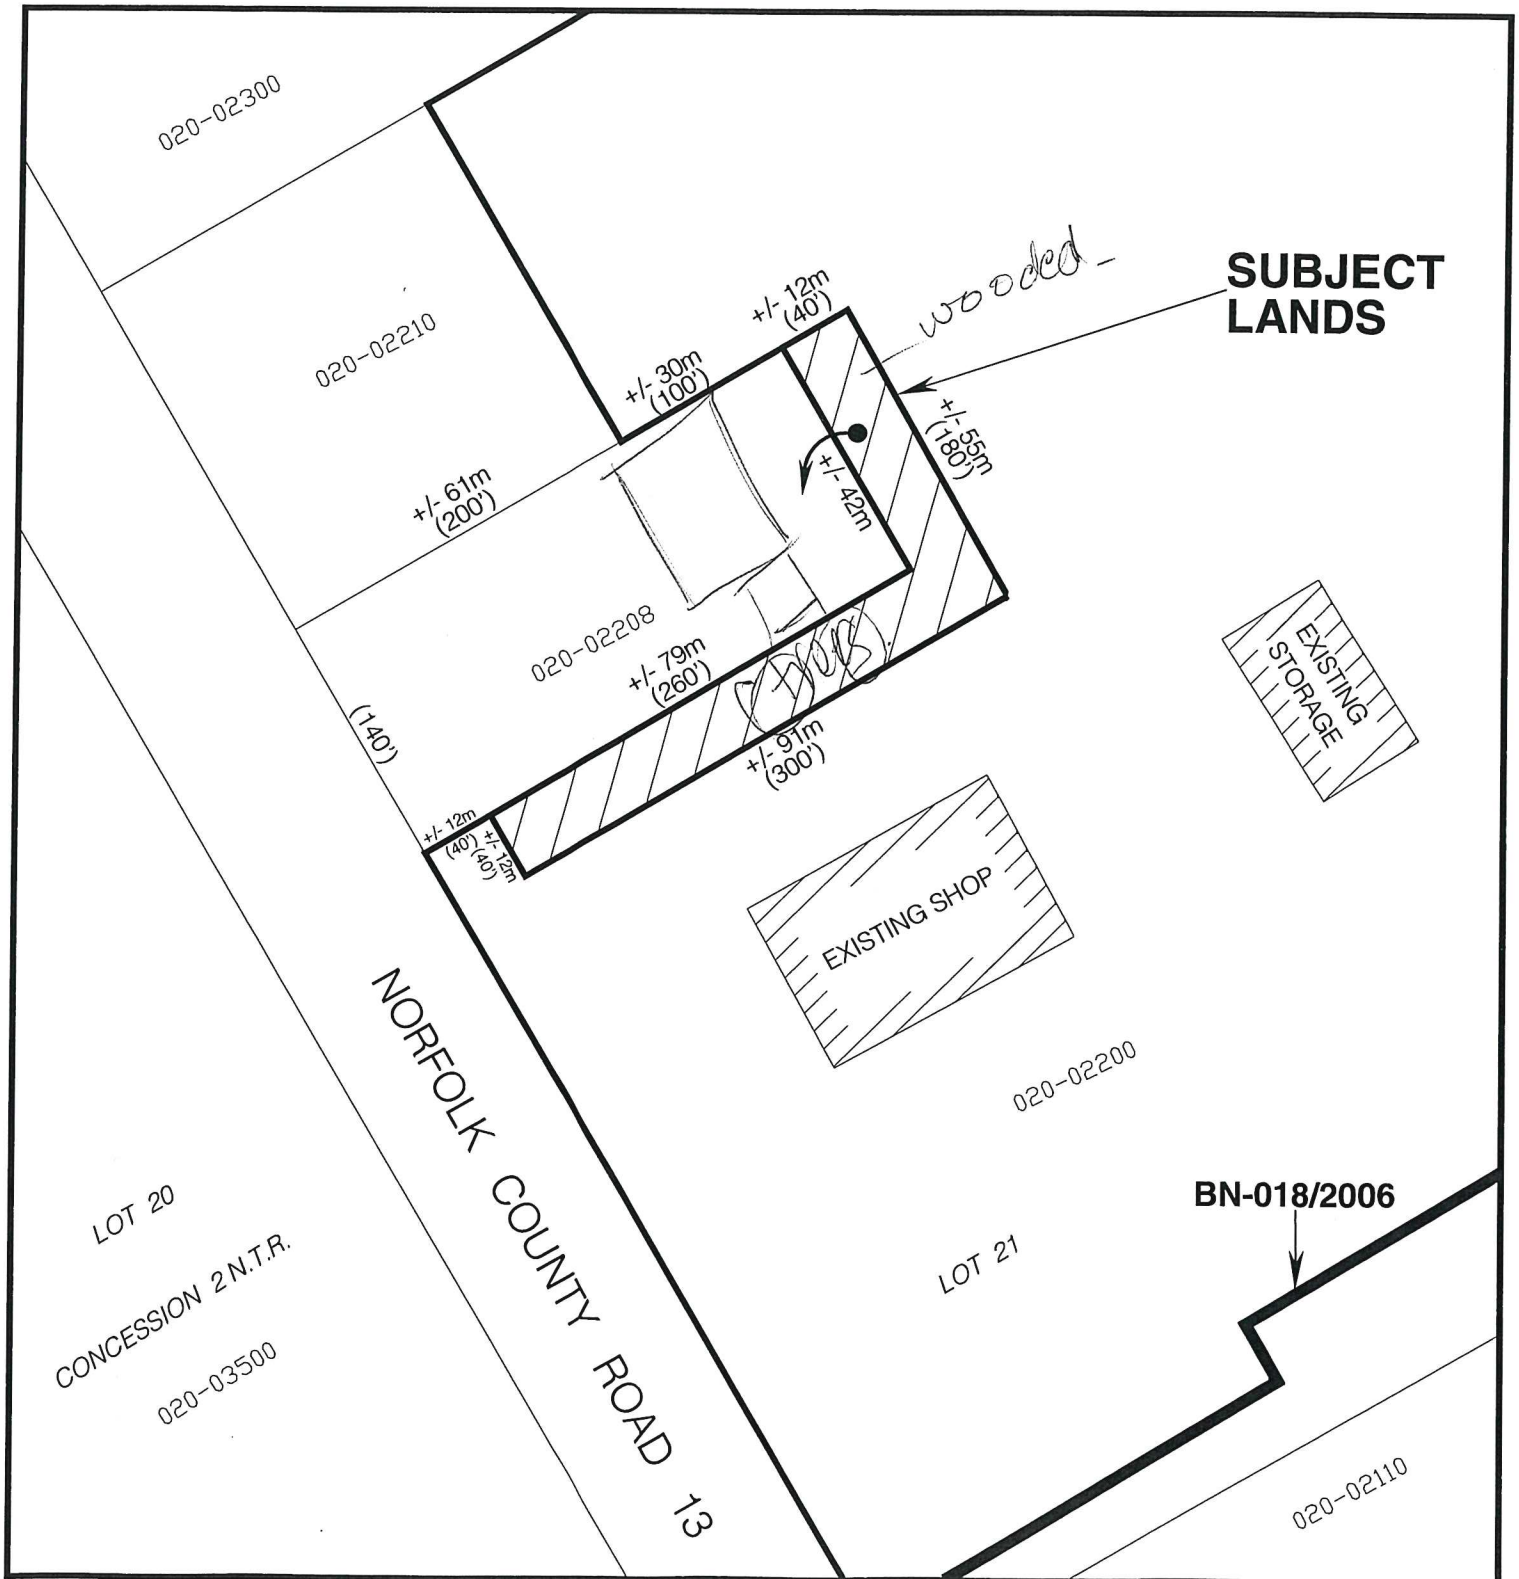 020-02300
020-02210
+/- 12m
(40')
wooded
SUBJECT
LANDS
+/- 30m
(100')
+/- 55m
(180')
+/- 42m
+/- 61m
(200')
020-02208
+/- 79m
(260')
(140')
+/- 91m
(300')
+/- 12m
(40')
+/- 12m
(40')
EXISTING
STORAGE
EXISTING SHOP
NORFOLK COUNTY ROAD 13
020-02200
LOT 20
CONCESSION 2 N.T.R.
020-03500
LOT 21
BN-018/2006
020-02110